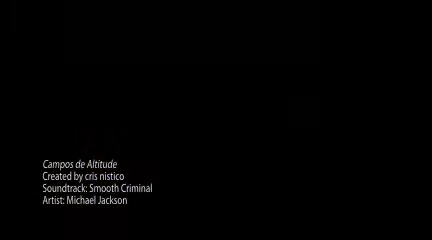 Campos de Altitude
Created by cris nistico
Soundtrack: Smooth Criminal
Artist: Michael Jackson